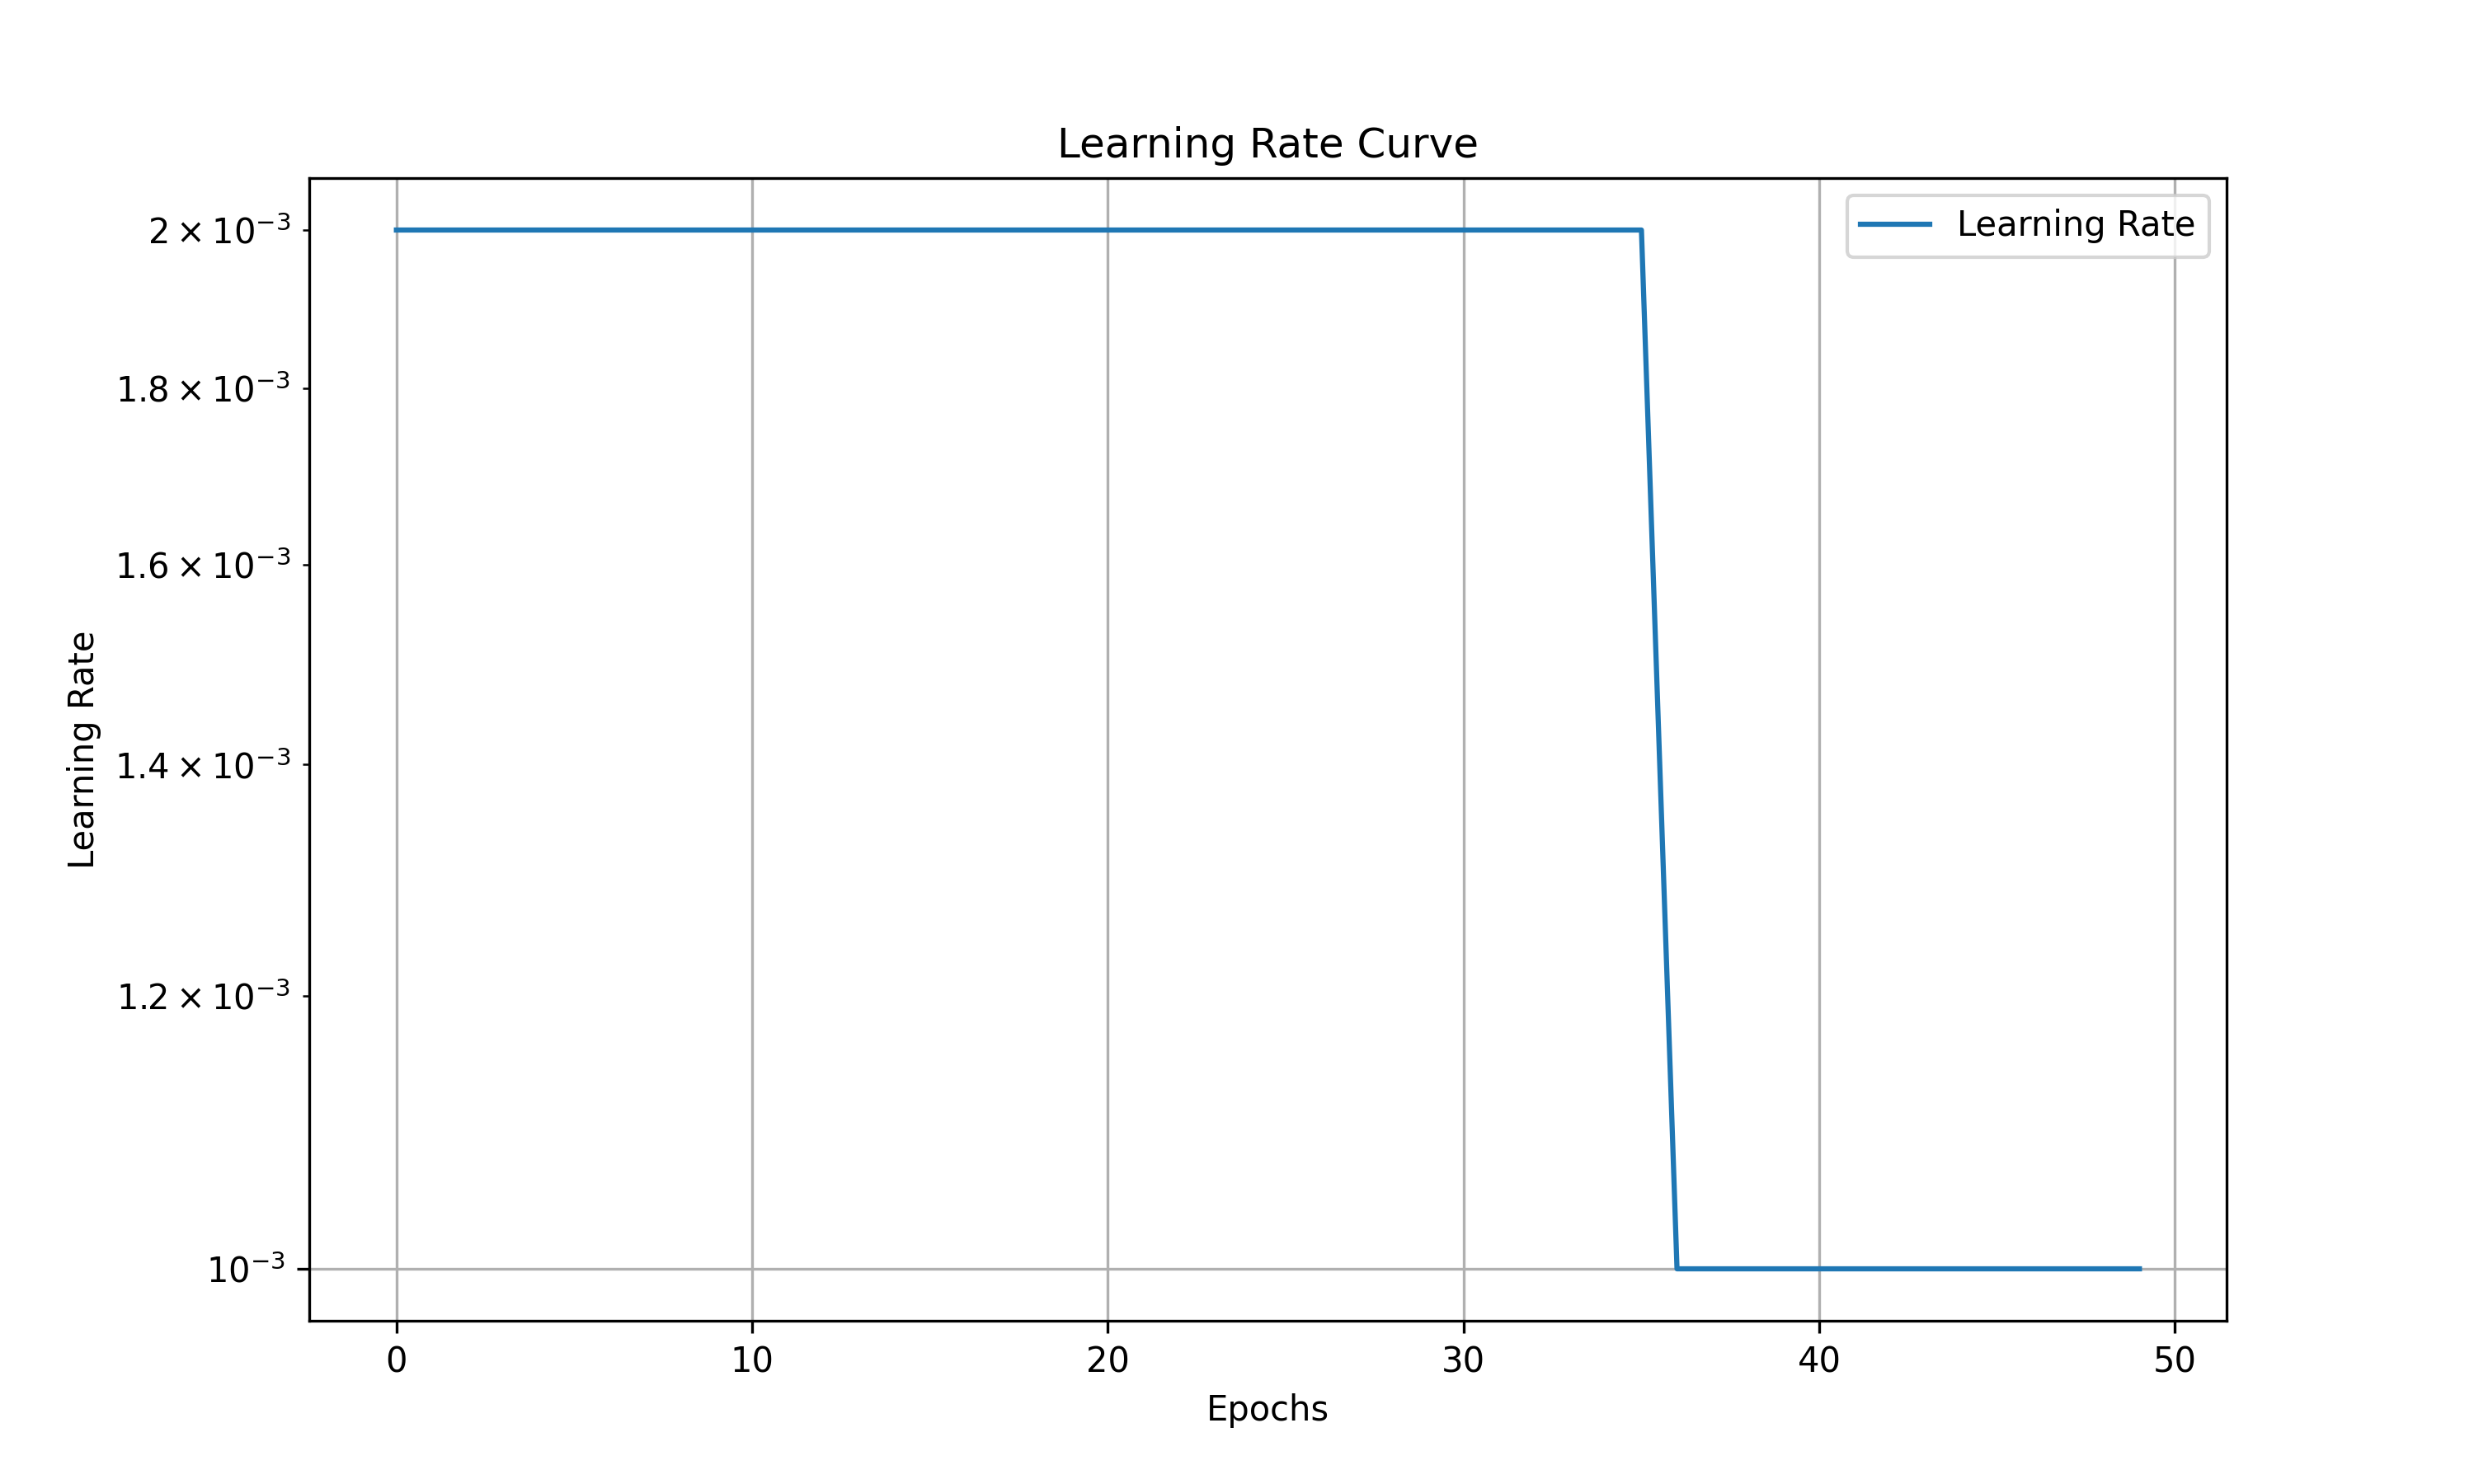 Learning Rate Curve
Learning Rate
2 × 10⁻³
1.8 × 10⁻³
1.6 × 10⁻³
1.4 × 10⁻³
1.2 × 10⁻³
10⁻³
Learning Rate
0 10 20 30 40 50
Epochs